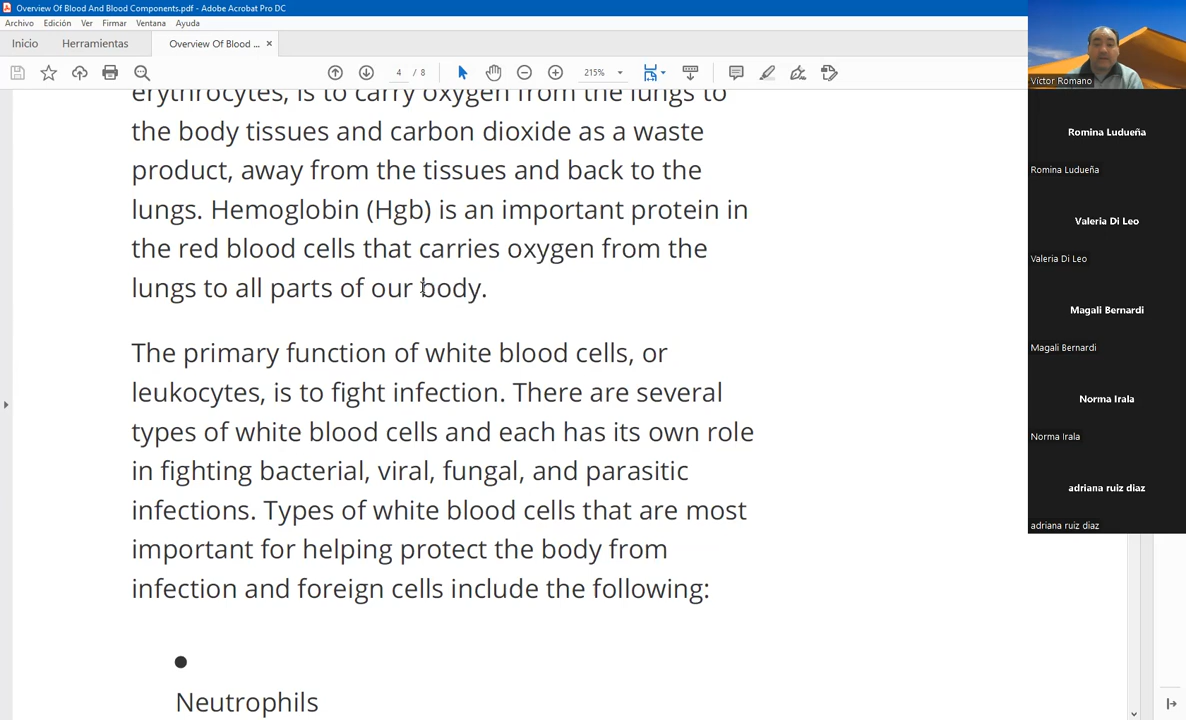 Overview Of Blood And Blood Components.pdf - Adobe Acrobat Pro DC
Archivo Edición Ver Firmar Ventana Ayuda
Inicio Herramientas Overview Of Blood ... ×
4 / 8 215%
erythrocytes, is to carry oxygen from the lungs to
the body tissues and carbon dioxide as a waste
product, away from the tissues and back to the
lungs. Hemoglobin (Hgb) is an important protein in
the red blood cells that carries oxygen from the
lungs to all parts of our body.
The primary function of white blood cells, or
leukocytes, is to fight infection. There are several
types of white blood cells and each has its own role
in fighting bacterial, viral, fungal, and parasitic
infections. Types of white blood cells that are most
important for helping protect the body from
infection and foreign cells include the following:
•
Neutrophils
Víctor Romano
Romina Ludueña
Romina Ludueña
Valeria Di Leo
Valeria Di Leo
Magali Bernardi
Magali Bernardi
Norma Irala
Norma Irala
adriana ruiz diaz
adriana ruiz diaz